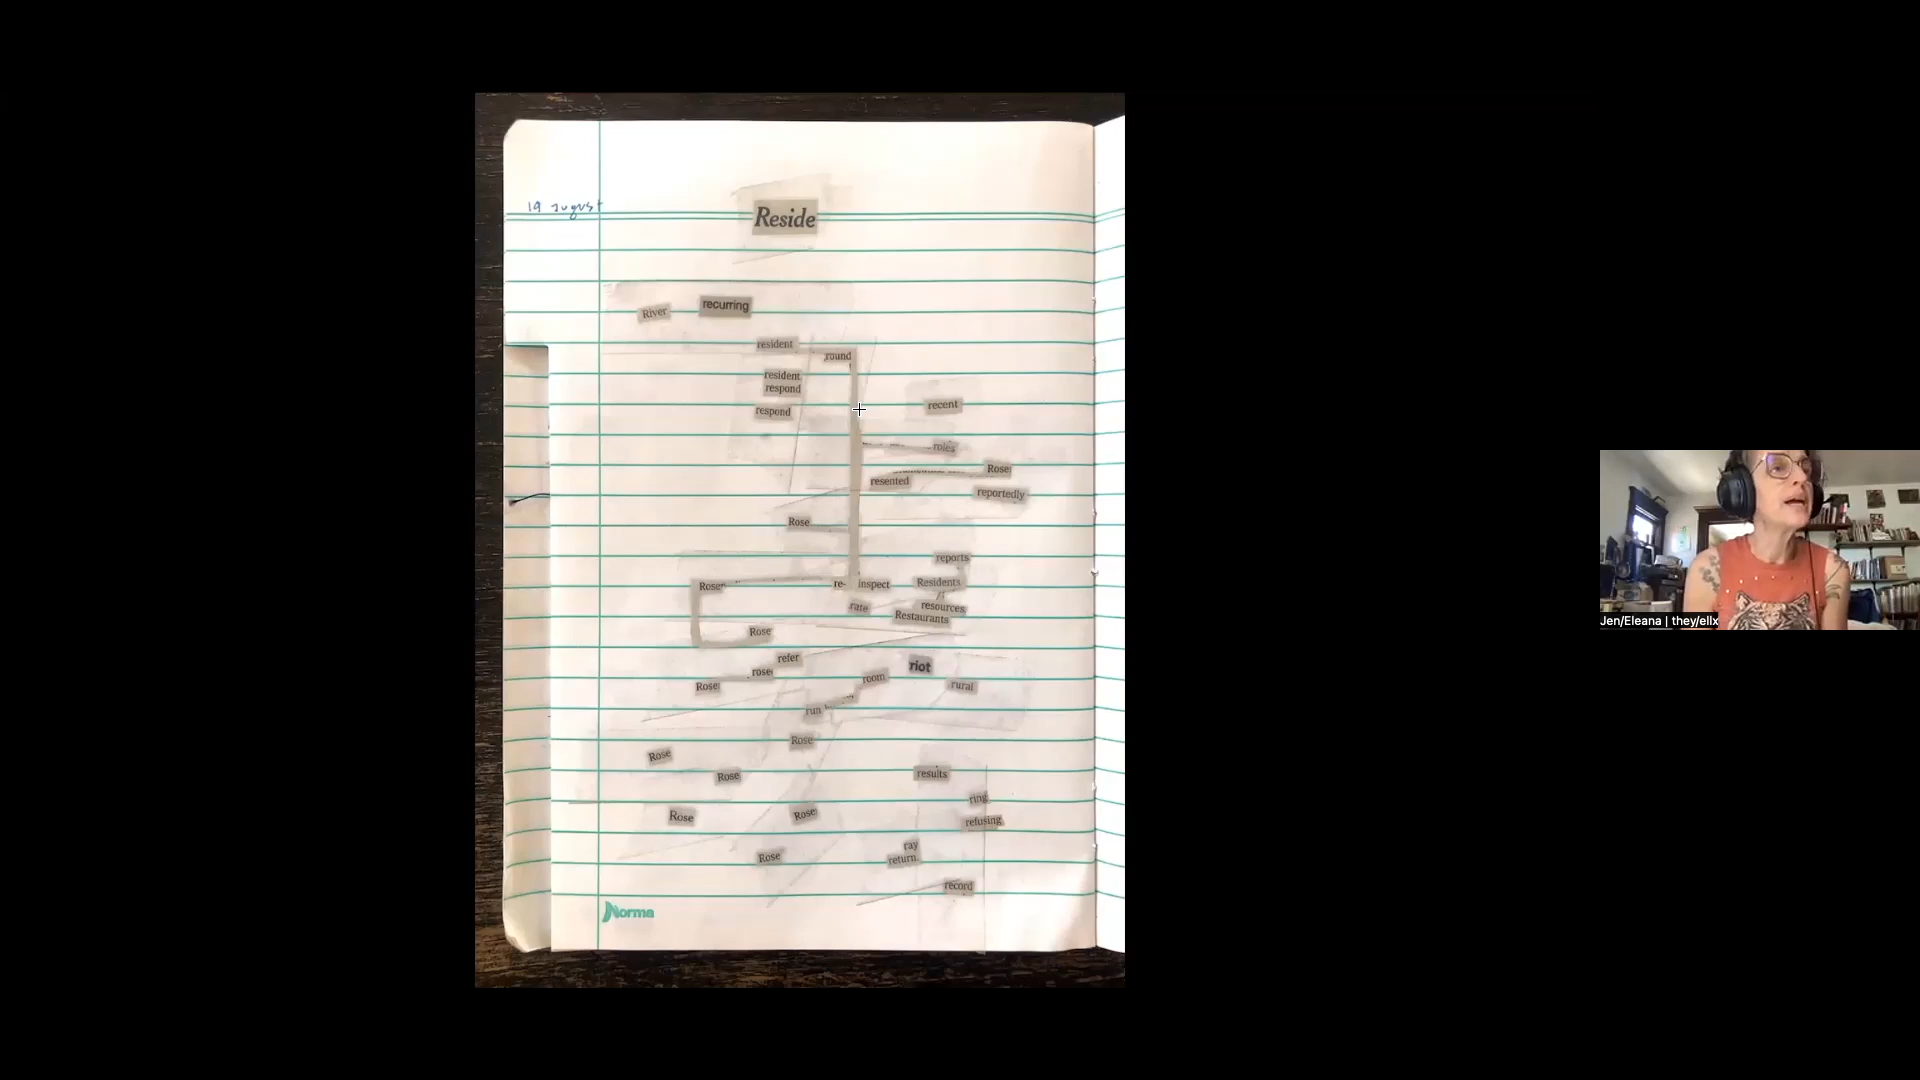 19 august
Reside
River recurring
resident
round
resident
respond
respond
recent
roles
Rose
resented
reportedly
Rose
reports
Rose re- inspect Residents
rate resources
Restaurants
Rose
refer
riot
rose
room
Rose
rural
run
Rose
Rose
Rose
results
ring
Rose
Rose
refusing
ray
Rose
return.
record
Norma
Jen/Eleana | they/ellx